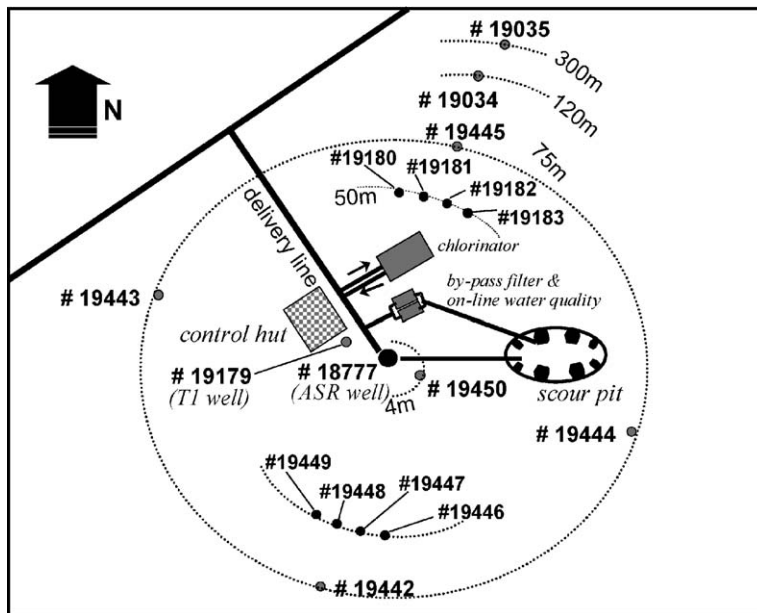 # 19035
300m
# 19034
120m
N
# 19445
75m
#19180
#19181
#19182
#19183
50m
delivery line
chlorinator
by-pass filter &
on-line water quality
# 19443
control hut
# 19179
(T1 well)
# 18777
(ASR well)
# 19450
4m
scour pit
# 19444
#19449
#19448
#19447
#19446
# 19442